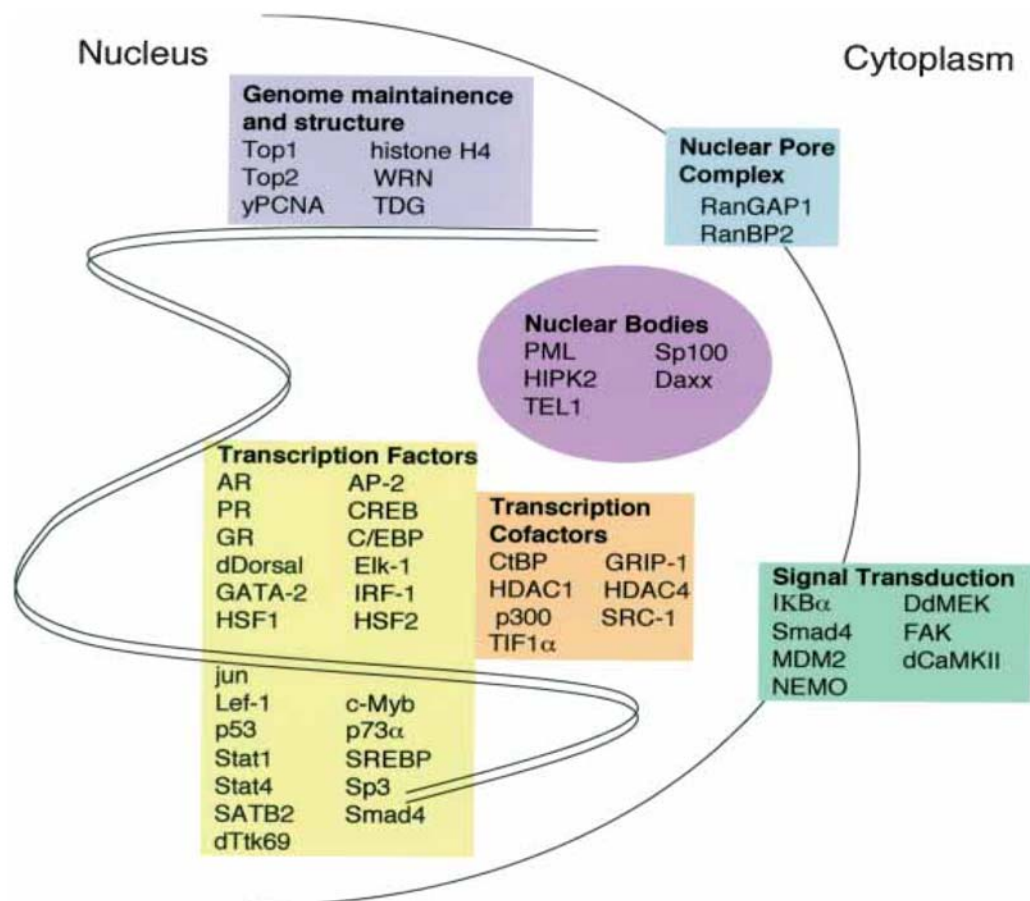 Nucleus
Cytoplasm
Genome maintainence
and structure
Top1 histone H4
Top2 WRN
yPCNA TDG
Nuclear Pore
Complex
RanGAP1
RanBP2
Nuclear Bodies
PML Sp100
HIPK2 Daxx
TEL1
Transcription Factors
AR AP-2
PR CREB
GR C/EBP
dDorsal Elk-1
GATA-2 IRF-1
HSF1 HSF2
jun
Lef-1 c-Myb
p53 p73α
Stat1 SREBP
Stat4 Sp3
SATB2 Smad4
dTtk69
Transcription
Cofactors
CtBP GRIP-1
HDAC1 HDAC4
p300 SRC-1
TIF1α
Signal Transduction
IKBα DdMEK
Smad4 FAK
MDM2 dCaMKII
NEMO